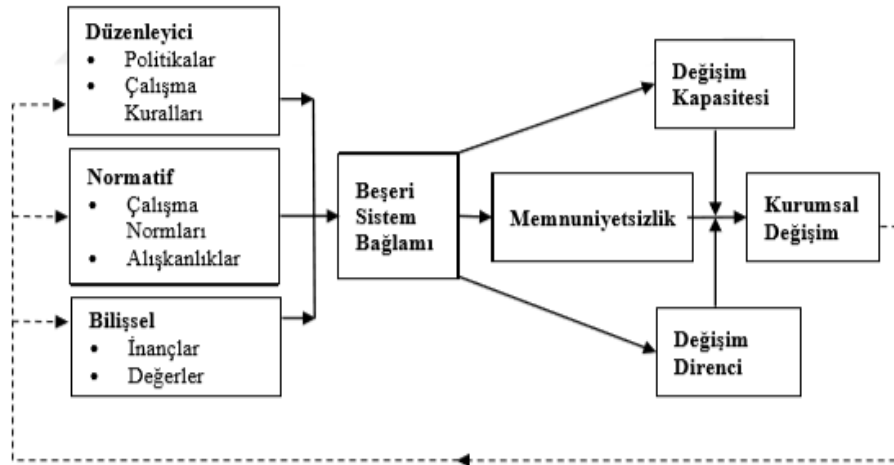 Düzenleyici
• Politikalar
• Çalışma
Kuralları
Normatif
• Çalışma
Normları
• Alışkanlıklar
Bilişsel
• İnançlar
• Değerler
Beşeri
Sistem
Bağlamı
Değişim
Kapasitesi
Memnuniyetsizlik
Değişim
Direnci
Kurumsal
Değişim